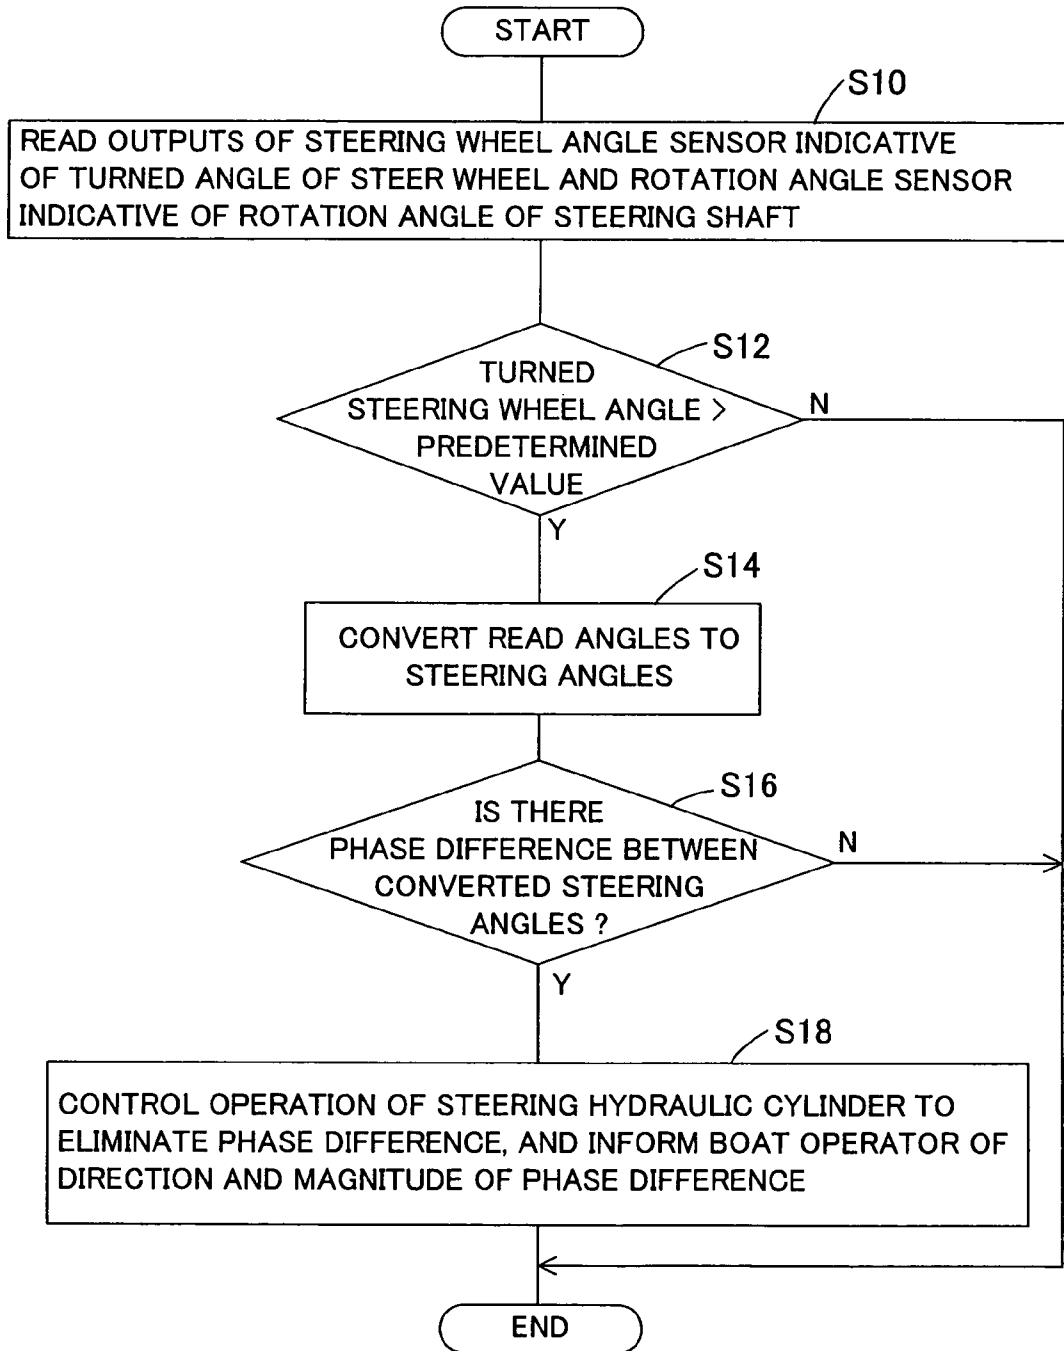 START
S10
READ OUTPUTS OF STEERING WHEEL ANGLE SENSOR INDICATIVE
OF TURNED ANGLE OF STEER WHEEL AND ROTATION ANGLE SENSOR
INDICATIVE OF ROTATION ANGLE OF STEERING SHAFT
S12
TURNED
STEERING WHEEL ANGLE >
PREDETERMINED
VALUE
N
Y
S14
CONVERT READ ANGLES TO
STEERING ANGLES
S16
IS THERE
PHASE DIFFERENCE BETWEEN
CONVERTED STEERING
ANGLES ?
N
Y
S18
CONTROL OPERATION OF STEERING HYDRAULIC CYLINDER TO
ELIMINATE PHASE DIFFERENCE, AND INFORM BOAT OPERATOR OF
DIRECTION AND MAGNITUDE OF PHASE DIFFERENCE
END